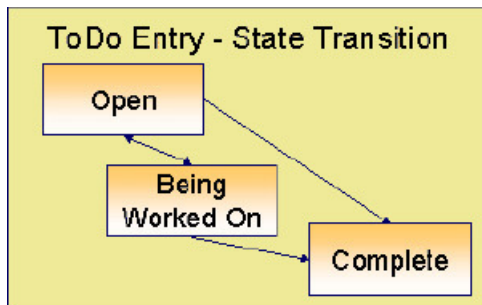 ToDo Entry - State Transition
Open
Being
Worked On
Complete